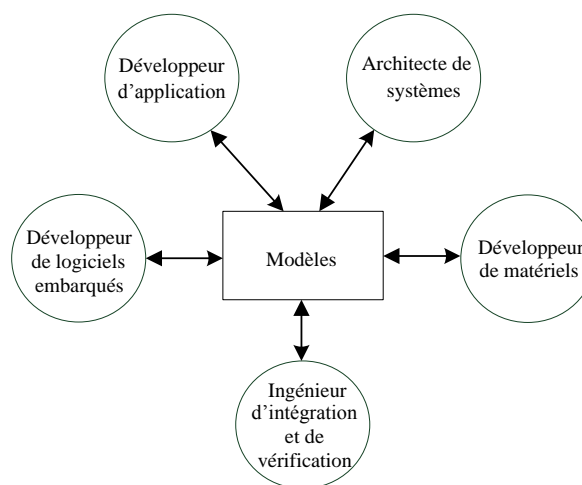 Développeur
d’application
Architecte de
systèmes
Développeur
de logiciels
embarqués
Modèles
Développeur
de matériels
Ingénieur
d’intégration
et de
vérification